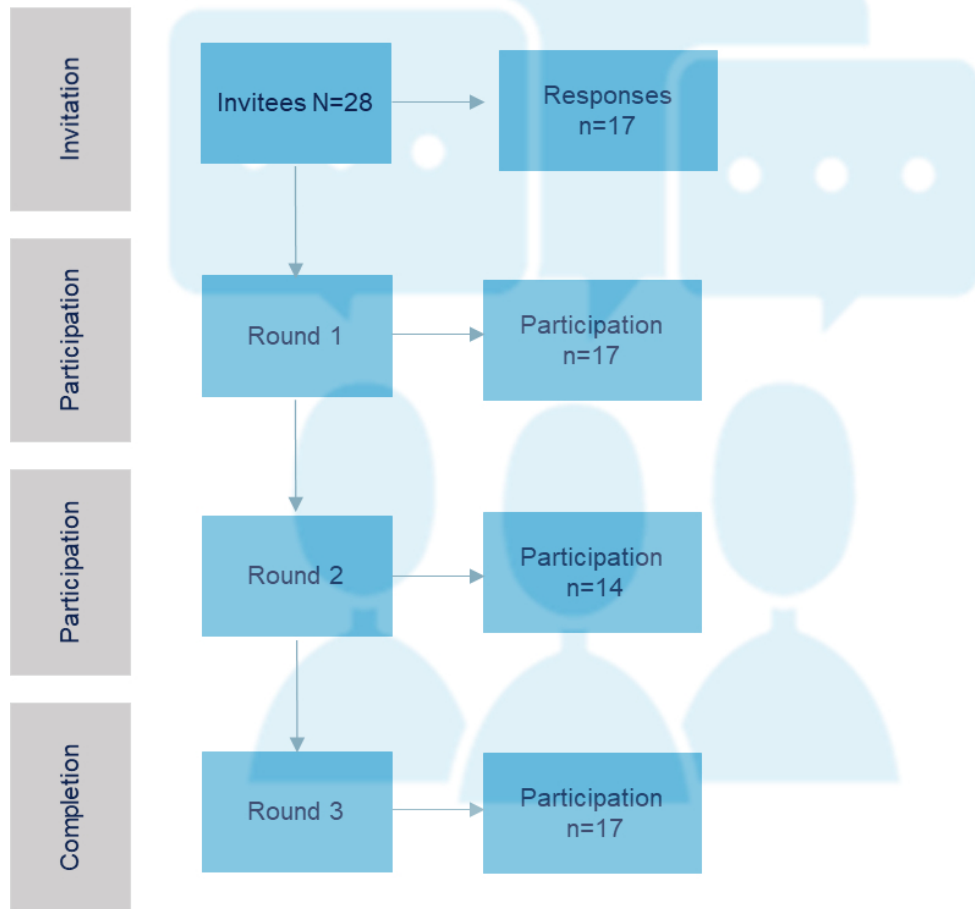 Invitation
Invitees N=28
Responses
n=17
Participation
Round 1
Participation
n=17
Participation
Round 2
Participation
n=14
Completion
Round 3
Participation
n=17